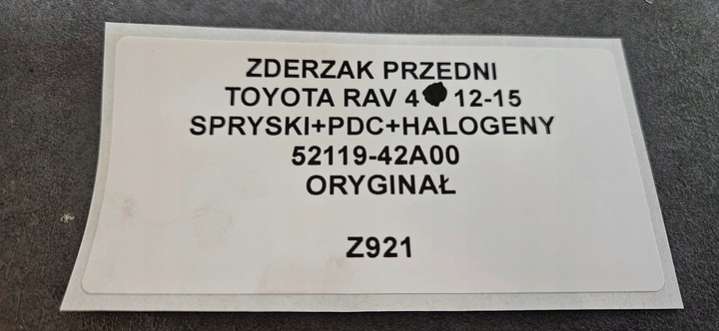 ZDERZAK PRZEDNI
TOYOTA RAV 4 12-15
SPRYSKI+PDC+HALOGENY
52119-42A00
ORYGINAŁ
Z921